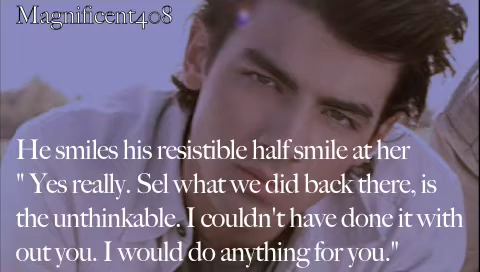 Magnificent408
He smiles his resistible half smile at her
" Yes really. Sel what we did back there, is
the unthinkable. I couldn't have done it with
out you. I would do anything for you."